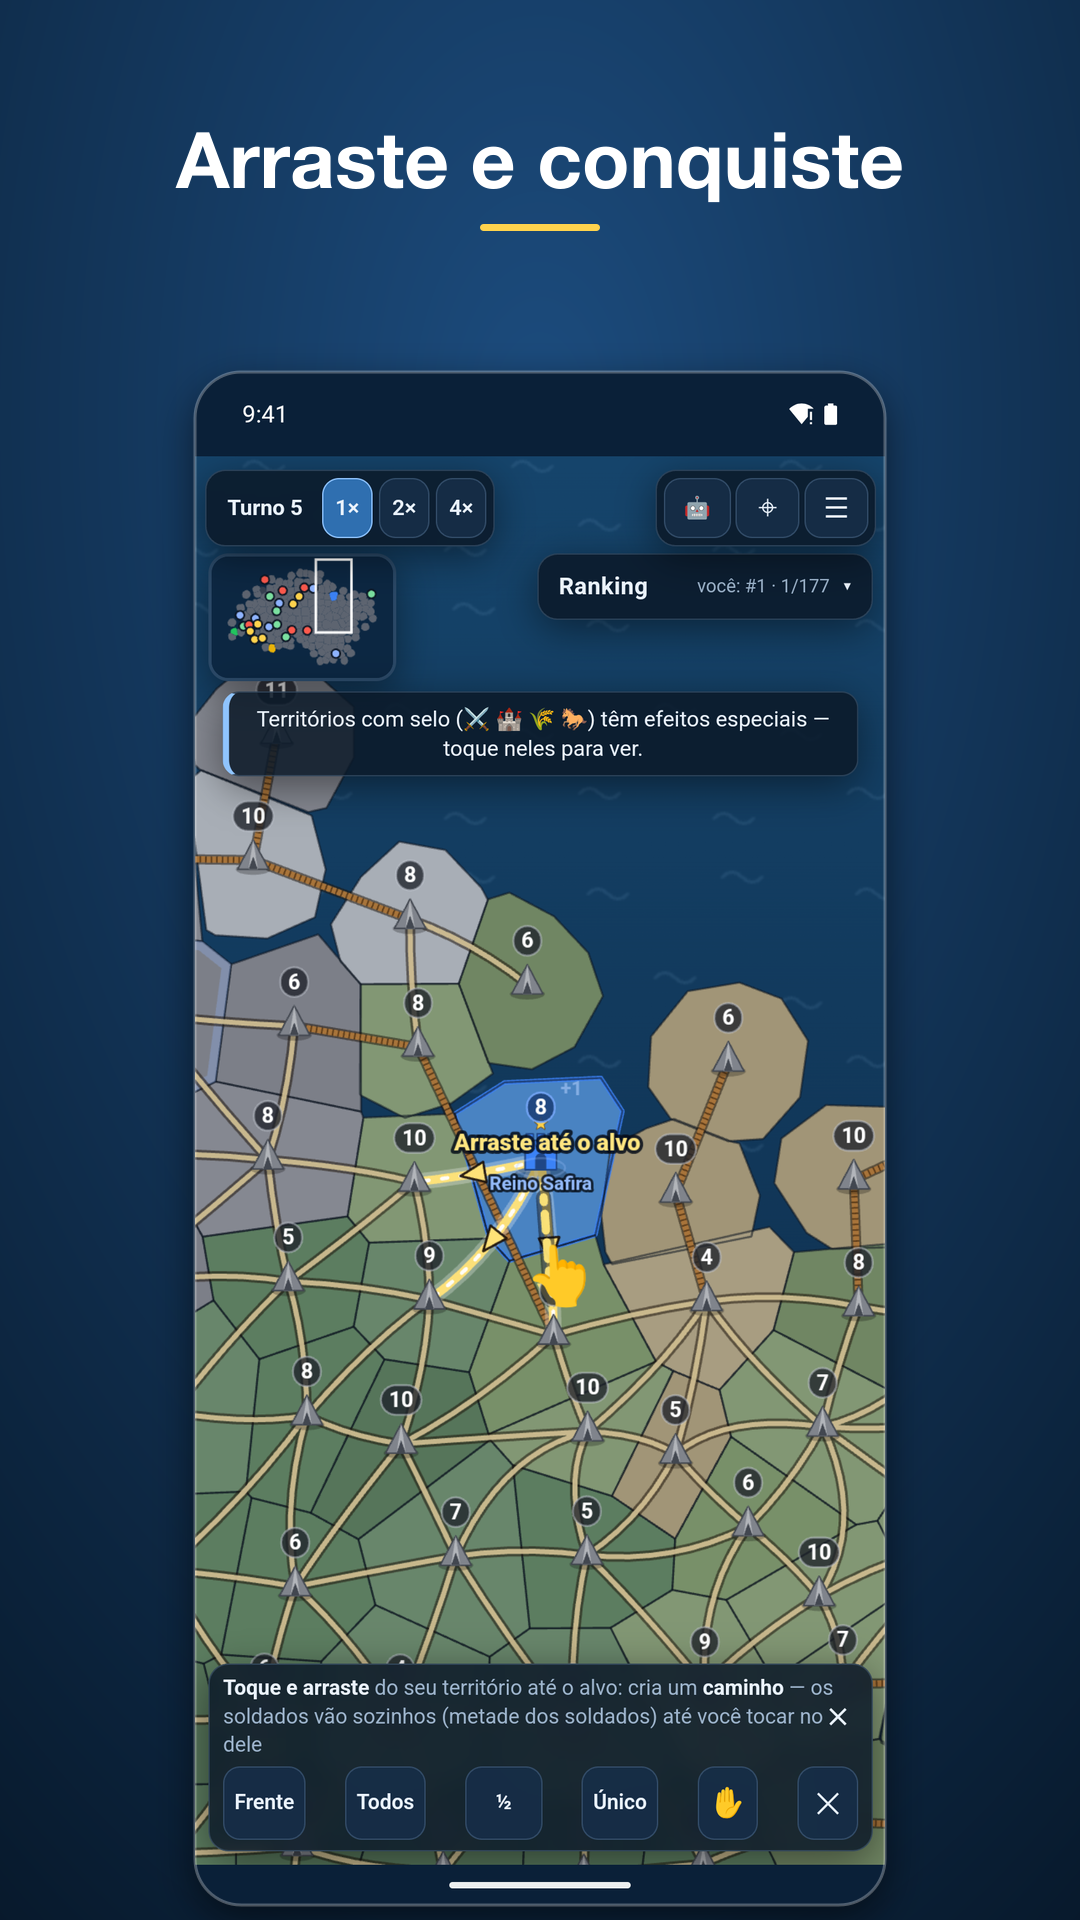 Arraste e conquiste
9:41
Turno 5 1× 2× 4×
Ranking você: #1 · 1/177 ▾
11
Territórios com selo (⚔️ 🏰 🌾 🐎) têm efeitos especiais —
toque neles para ver.
10
8
6
6
8
6
+1
8
8
10
Arraste até o alvo
10
10
Reino Safira
5
9
4
8
8
10
10
5
7
6
7
5
6
10
9
7
Toque e arraste do seu território até o alvo: cria um caminho — os
soldados vão sozinhos (metade dos soldados) até você tocar no ✕
dele
Frente Todos ½ Único ✋ ✕